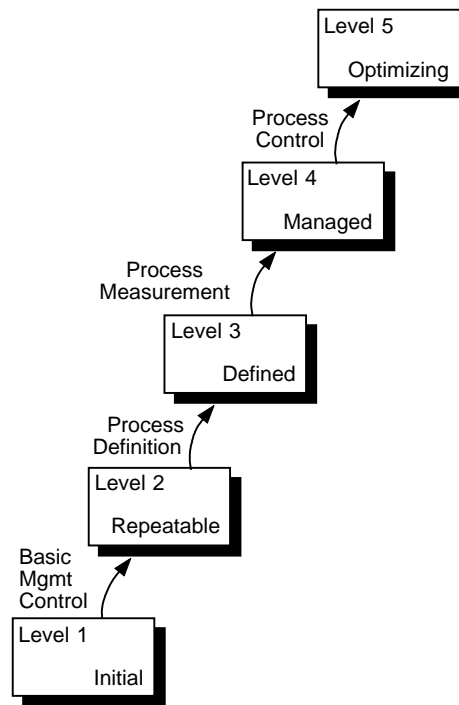 Level 5
Optimizing
Process
Control
Level 4
Managed
Process
Measurement
Level 3
Defined
Process
Definition
Level 2
Repeatable
Basic
Mgmt
Control
Level 1
Initial